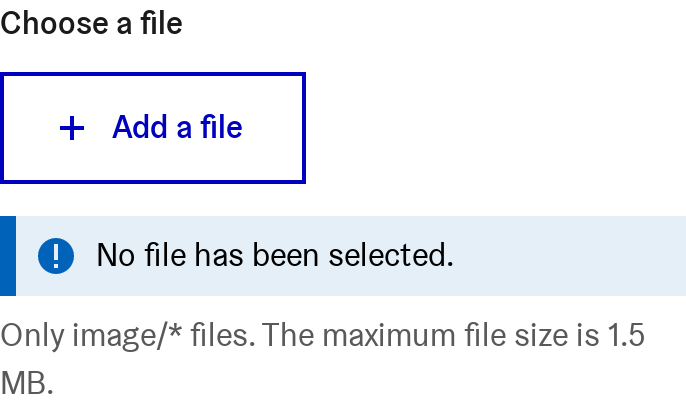 Choose a file
+ Add a file
No file has been selected.
Only image/* files. The maximum file size is 1.5
MB.